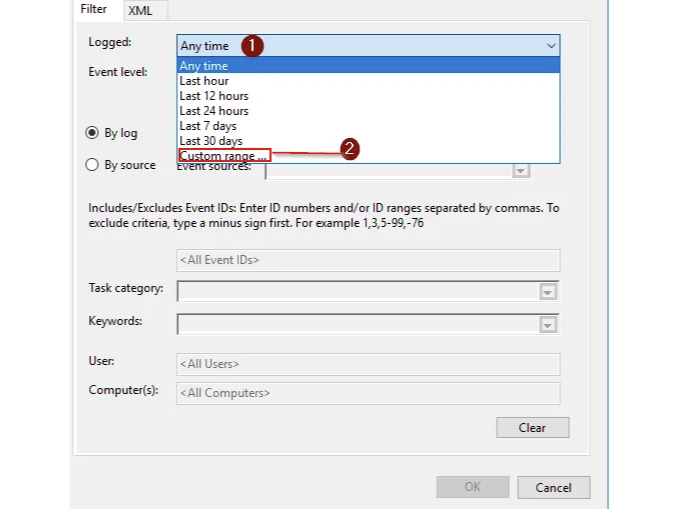 Filter XML
Logged: Any time 1
Any time
Event level:
Last hour
Last 12 hours
Last 24 hours
By log
Last 7 days
Last 30 days
Custom range ... 2
By source Event sources:
Includes/Excludes Event IDs: Enter ID numbers and/or ID ranges separated by commas. To
exclude criteria, type a minus sign first. For example 1,3,5-99,-76
<All Event IDs>
Task category:
Keywords:
User: <All Users>
Computer(s): <All Computers>
Clear
OK Cancel